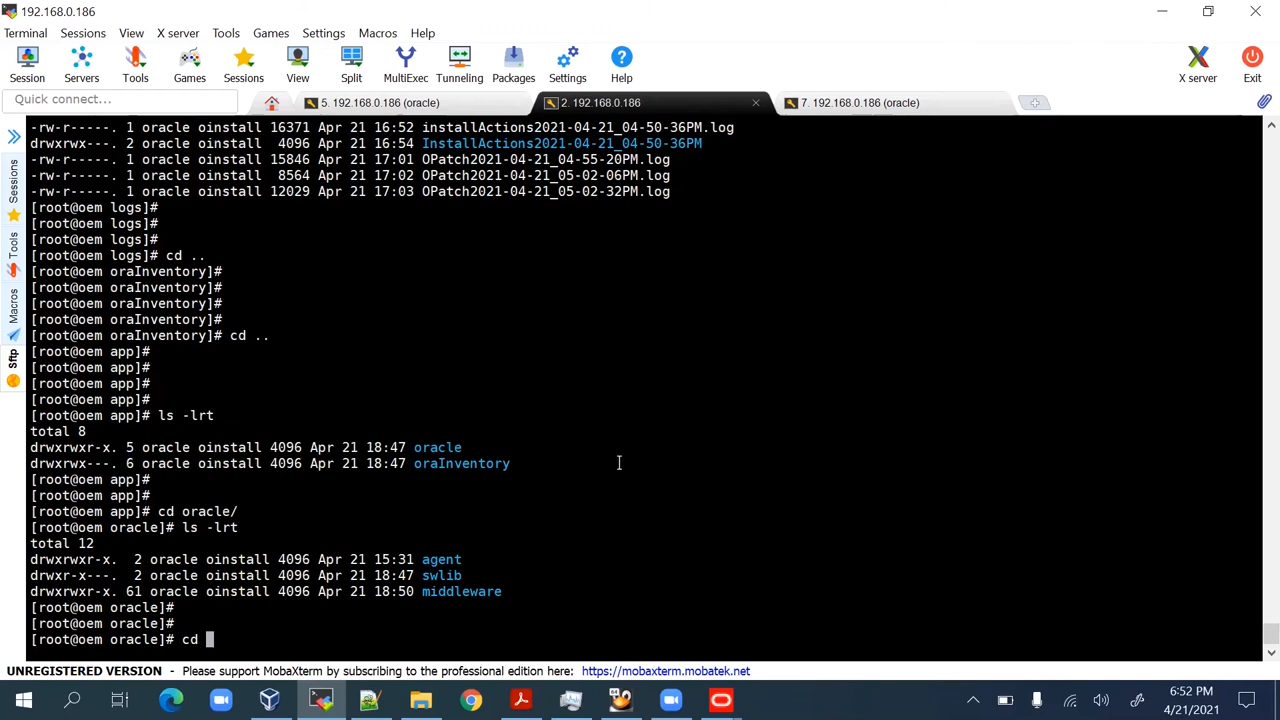 192.168.0.186
Terminal Sessions View X server Tools Games Settings Macros Help
Session Servers Tools Games Sessions View Split MultiExec Tunneling Packages Settings Help X server Exit
Quick connect... 5. 192.168.0.186 (oracle) 2. 192.168.0.186 7. 192.168.0.186 (oracle)
Sessions
Tools
Macros
Sftp
-rw-r-----. 1 oracle oinstall 16371 Apr 21 16:52 installActions2021-04-21_04-50-36PM.log
drwxrwx---. 2 oracle oinstall  4096 Apr 21 16:54 InstallActions2021-04-21_04-50-36PM
-rw-r-----. 1 oracle oinstall 15846 Apr 21 17:01 OPatch2021-04-21_04-55-20PM.log
-rw-r-----. 1 oracle oinstall  8564 Apr 21 17:02 OPatch2021-04-21_05-02-06PM.log
-rw-r-----. 1 oracle oinstall 12029 Apr 21 17:03 OPatch2021-04-21_05-02-32PM.log
[root@oem logs]#
[root@oem logs]#
[root@oem logs]#
[root@oem logs]# cd ..
[root@oem oraInventory]#
[root@oem oraInventory]#
[root@oem oraInventory]#
[root@oem oraInventory]#
[root@oem oraInventory]# cd ..
[root@oem app]#
[root@oem app]#
[root@oem app]#
[root@oem app]#
[root@oem app]# ls -lrt
total 8
drwxrwxr-x. 5 oracle oinstall 4096 Apr 21 18:47 oracle
drwxrwx---. 6 oracle oinstall 4096 Apr 21 18:47 oraInventory
[root@oem app]#
[root@oem app]#
[root@oem app]# cd oracle/
[root@oem oracle]# ls -lrt
total 12
drwxrwxr-x.  2 oracle oinstall 4096 Apr 21 15:31 agent
drwxr-x---.  2 oracle oinstall 4096 Apr 21 18:47 swlib
drwxrwxr-x. 61 oracle oinstall 4096 Apr 21 18:50 middleware
[root@oem oracle]#
[root@oem oracle]#
[root@oem oracle]# cd
UNREGISTERED VERSION - Please support MobaXterm by subscribing to the professional edition here: https://mobaxterm.mobatek.net
6:52 PM
4/21/2021